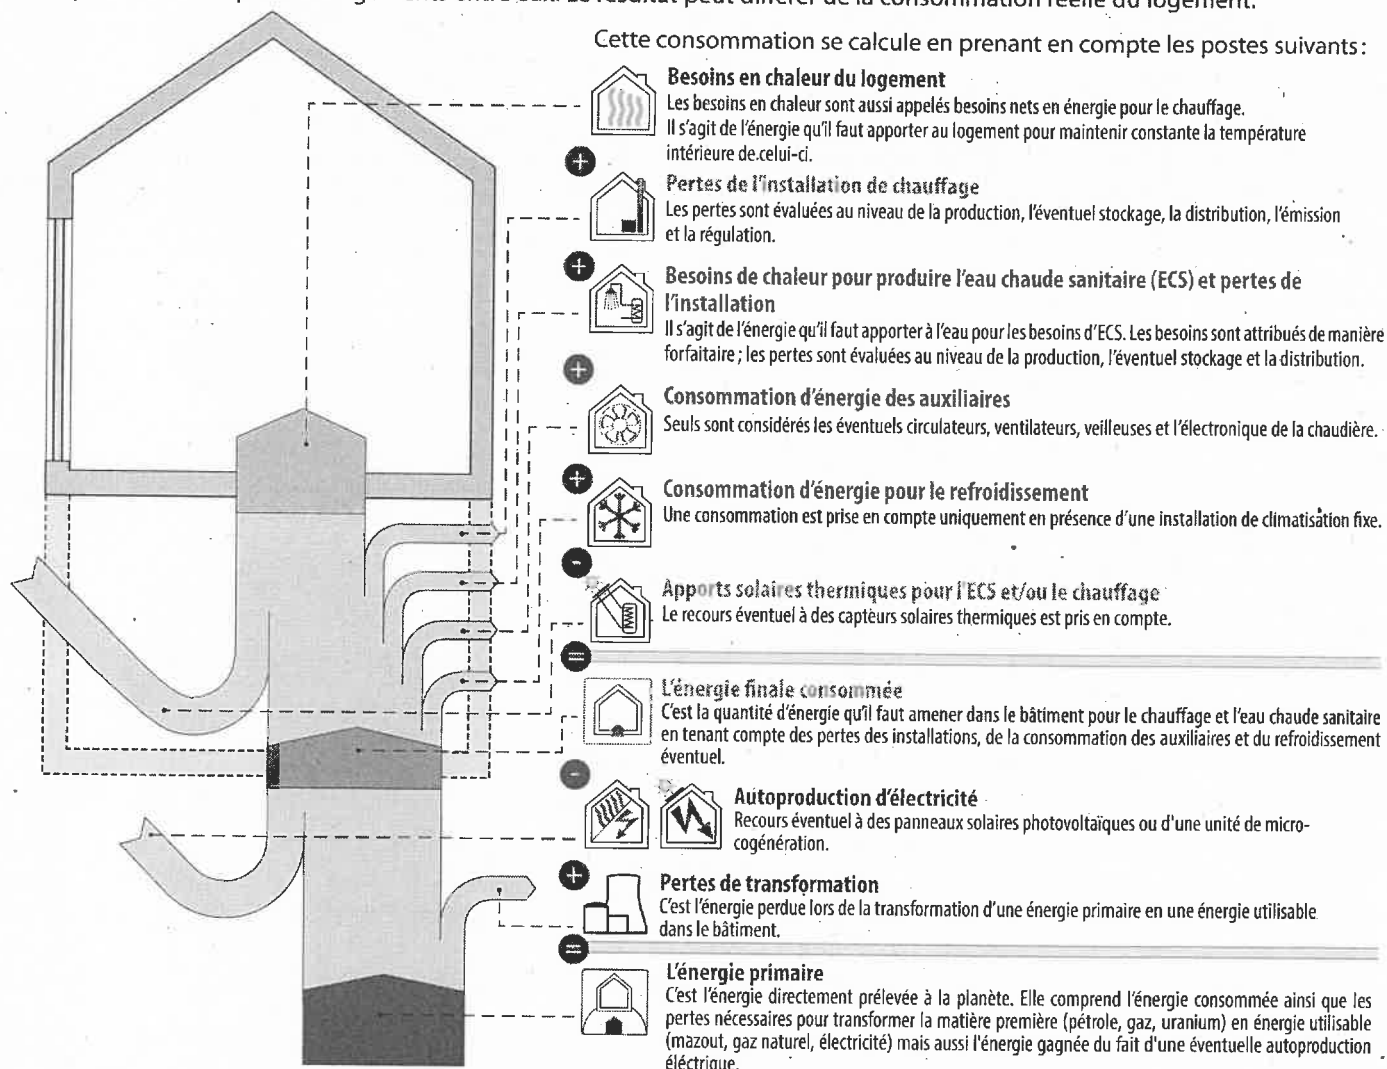 Cette consommation se calcule en prenant en compte les postes suivants :
Besoins en chaleur du logement
Les besoins en chaleur sont aussi appelés besoins nets en énergie pour le chauffage.
Il s'agit de l'énergie qu'il faut apporter au logement pour maintenir constante la température
intérieure de celui-ci.
+
Pertes de l'installation de chauffage
Les pertes sont évaluées au niveau de la production, l'éventuel stockage, la distribution, l'émission
et la régulation.
+
Besoins de chaleur pour produire l'eau chaude sanitaire (ECS) et pertes de
l'installation
Il s'agit de l'énergie qu'il faut apporter à l'eau pour les besoins d'ECS. Les besoins sont attribués de manière
forfaitaire ; les pertes sont évaluées au niveau de la production, l'éventuel stockage et la distribution.
+
Consommation d'énergie des auxiliaires
Seuls sont considérés les éventuels circulateurs, ventilateurs, veilleuses et l'électronique de la chaudière.
+
Consommation d'énergie pour le refroidissement
Une consommation est prise en compte uniquement en présence d'une installation de climatisation fixe.
-
Apports solaires thermiques pour l'ECS et/ou le chauffage
Le recours éventuel à des capteurs solaires thermiques est pris en compte.
=
L'énergie finale consommée
C'est la quantité d'énergie qu'il faut amener dans le bâtiment pour le chauffage et l'eau chaude sanitaire
en tenant compte des pertes des installations, de la consommation des auxiliaires et du refroidissement
éventuel.
-
Autoproduction d'électricité
Recours éventuel à des panneaux solaires photovoltaïques ou d'une unité de micro-
cogénération.
+
Pertes de transformation
C'est l'énergie perdue lors de la transformation d'une énergie primaire en une énergie utilisable
dans le bâtiment.
=
L'énergie primaire
C'est l'énergie directement prélevée à la planète. Elle comprend l'énergie consommée ainsi que les
pertes nécessaires pour transformer la matière première (pétrole, gaz, uranium) en énergie utilisable
(mazout, gaz naturel, électricité) mais aussi l'énergie gagnée du fait d'une éventuelle autoproduction
éléctrique.